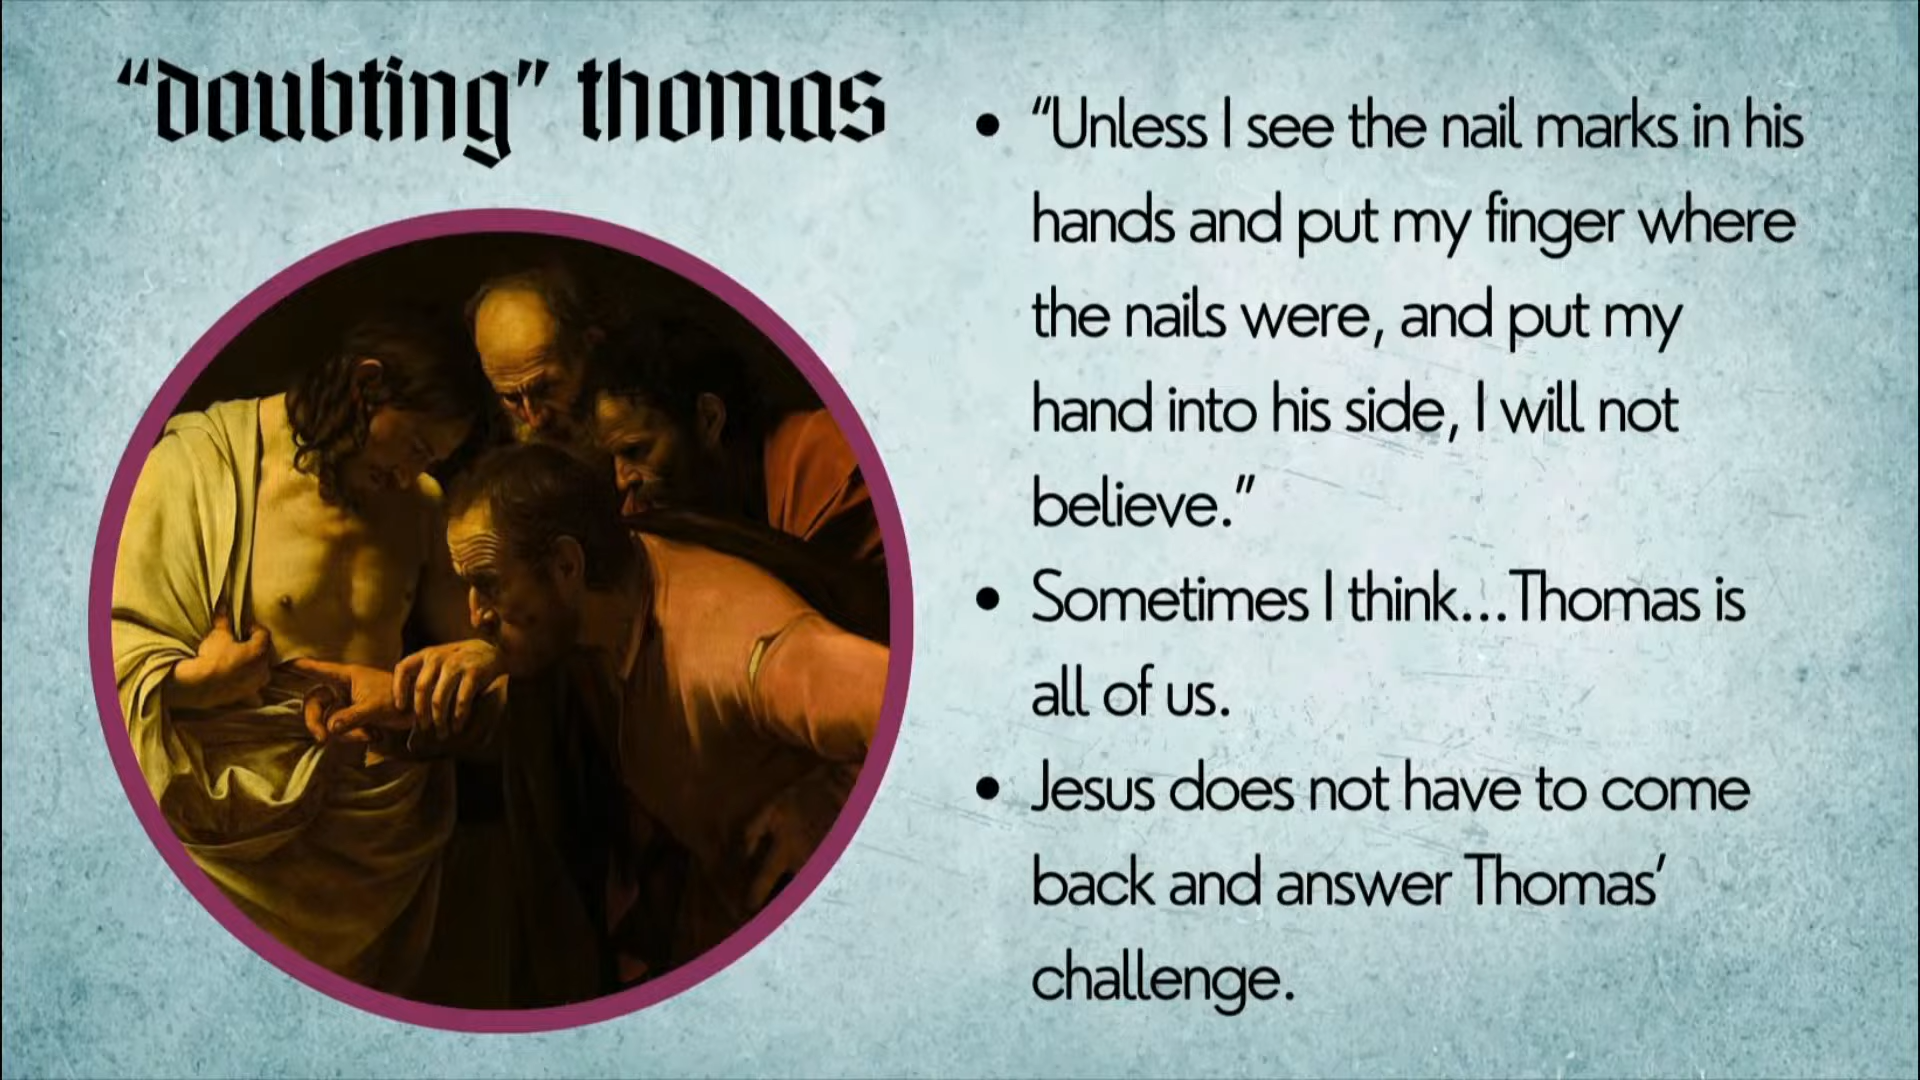 “doubting” thomas
• “Unless I see the nail marks in his
hands and put my finger where
the nails were, and put my
hand into his side, I will not
believe.”
• Sometimes I think...Thomas is
all of us.
• Jesus does not have to come
back and answer Thomas’
challenge.